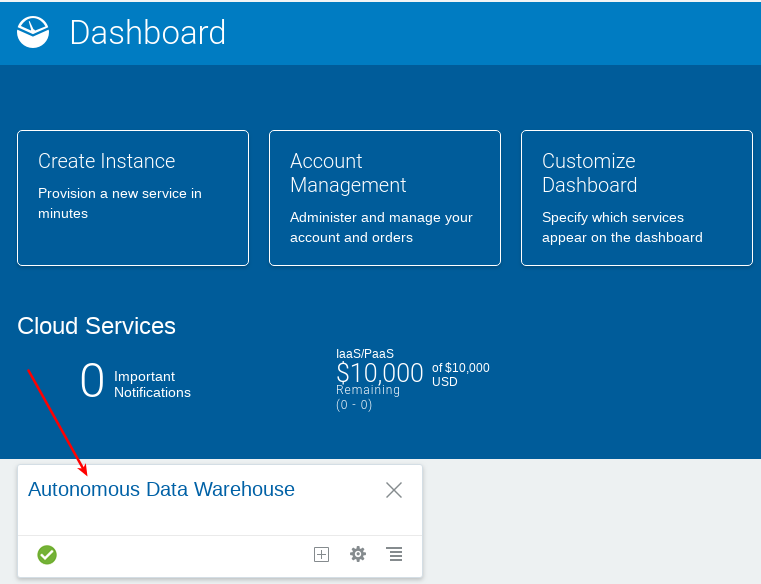 Dashboard
Create Instance
Provision a new service in
minutes
Account
Management
Administer and manage your
account and orders
Customize
Dashboard
Specify which services
appear on the dashboard
Cloud Services
0 Important
Notifications
IaaS/PaaS
$10,000 of $10,000
USD
Remaining
(0 - 0)
Autonomous Data Warehouse